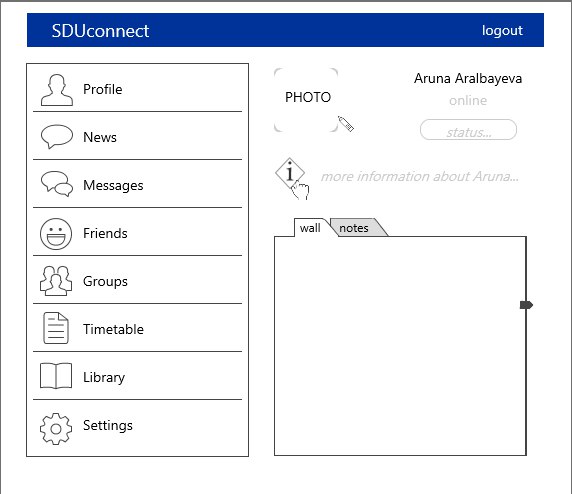 SDUconnect
logout
Profile
News
Messages
Friends
Groups
Timetable
Library
Settings
PHOTO
Aruna Aralbayeva
online
status...
i
more information about Aruna...
wall
notes